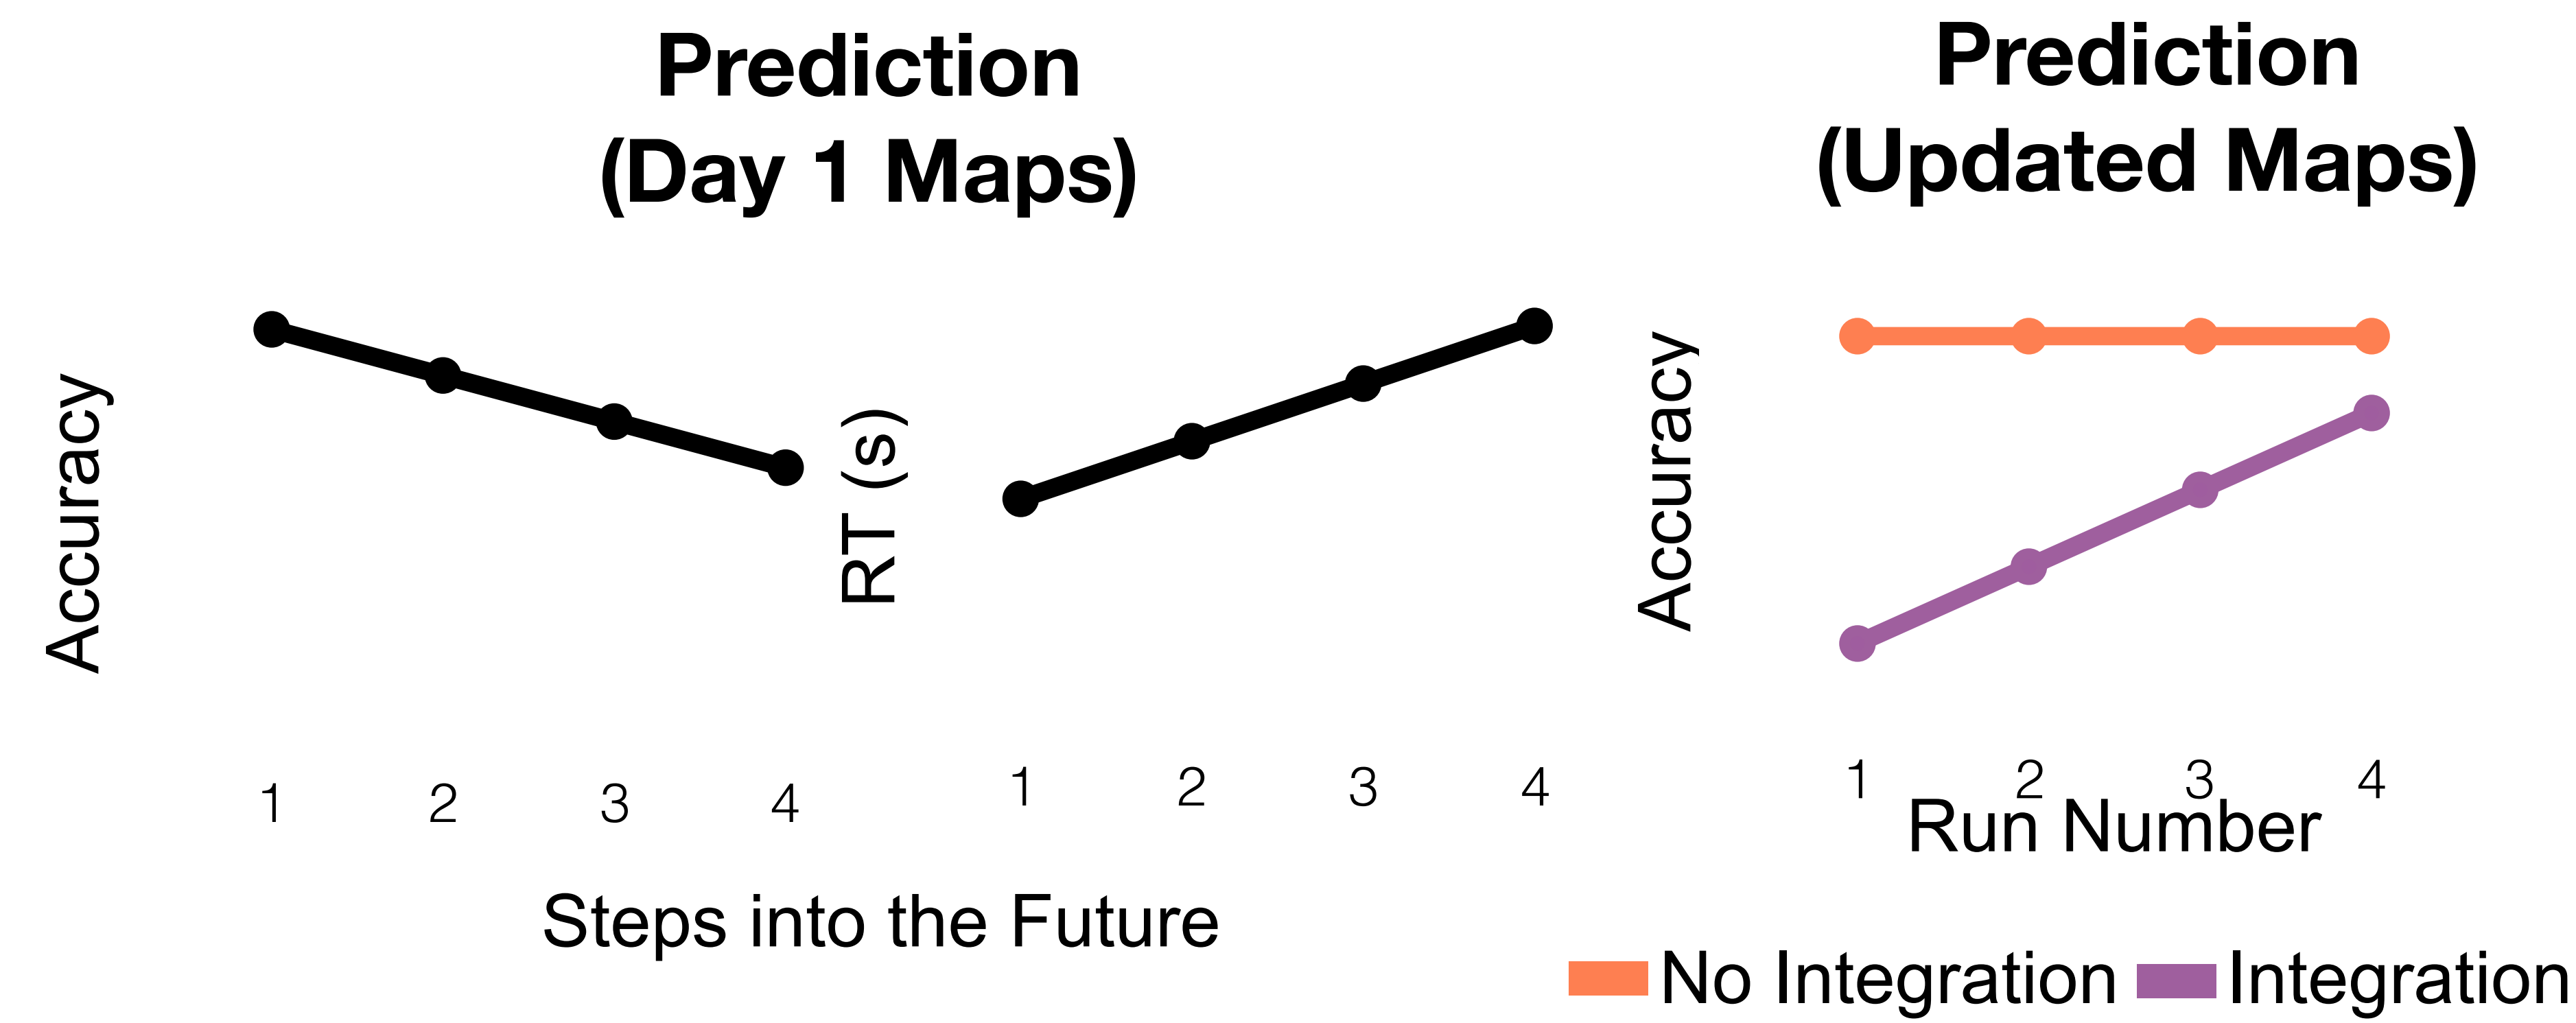 Prediction
(Day 1 Maps)
Accuracy
1 2 3 4
RT (s)
1 2 3 4
Steps into the Future
Prediction
(Updated Maps)
Accuracy
1 2 3 4
Run Number
No Integration Integration